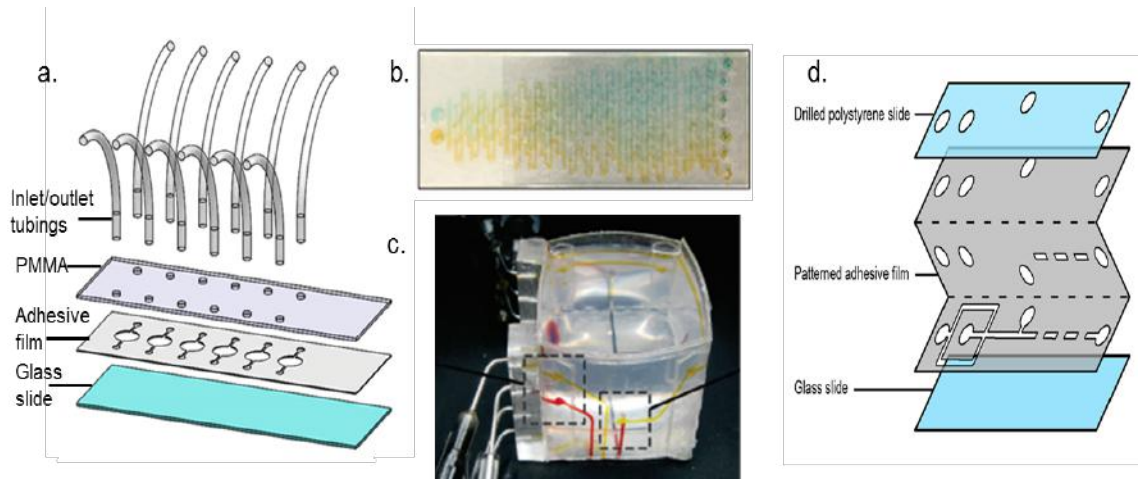 a.
Inlet/outlet
tubings
PMMA
Adhesive
film
Glass
slide
b.
c.
d.
Drilled polystyrene slide
Patterned adhesive film
Glass slide